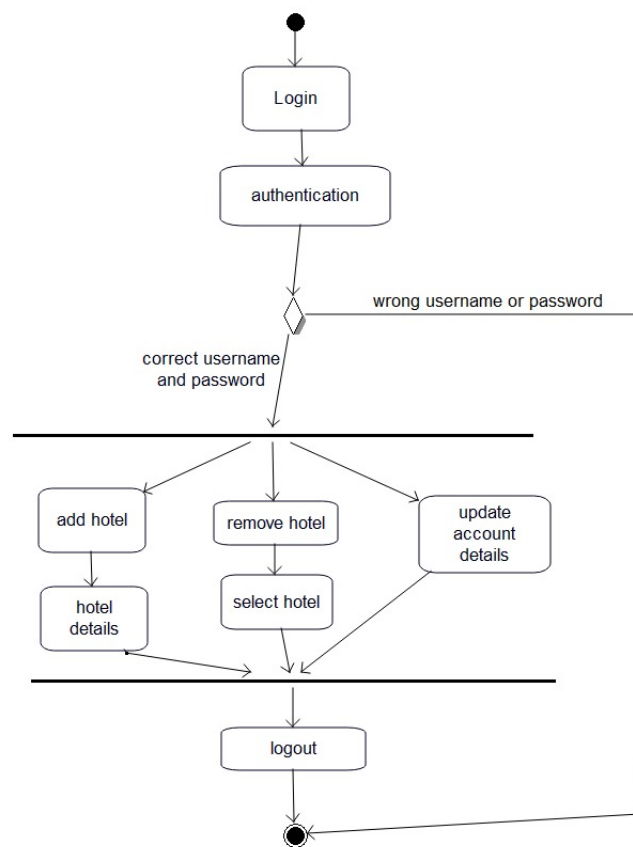 Login
authentication
wrong username or password
correct username
and password
add hotel
remove hotel
update
account
details
hotel
details
select hotel
logout